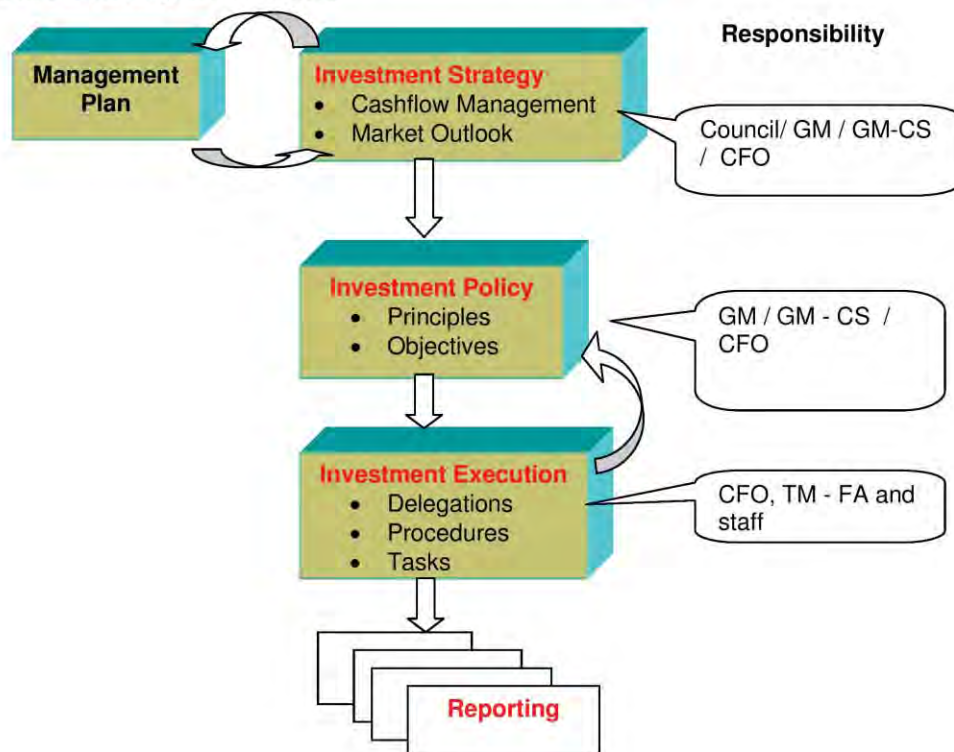 Responsibility
Management
Plan
Investment Strategy
• Cashflow Management
• Market Outlook
Council/ GM / GM-CS
/ CFO
Investment Policy
• Principles
• Objectives
GM / GM - CS /
CFO
Investment Execution
• Delegations
• Procedures
• Tasks
CFO, TM - FA and
staff
Reporting